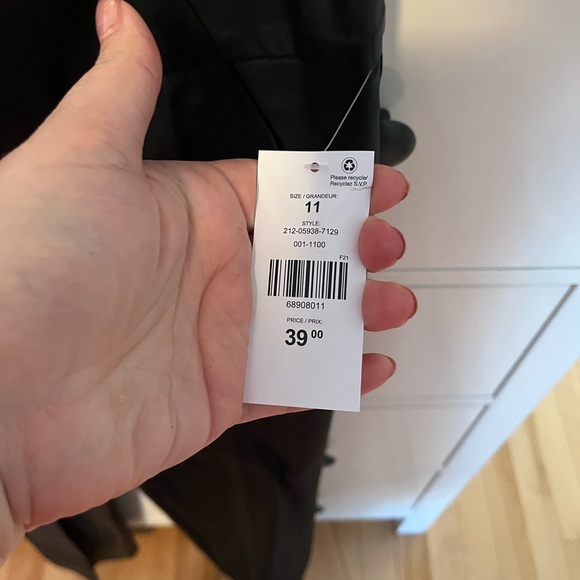 Please recycle/
Recyclez S.V.P.
SIZE / GRANDEUR:
11
STYLE:
212-05938-7129
001-1100
F21
68908011
PRICE / PRIX:
39 00